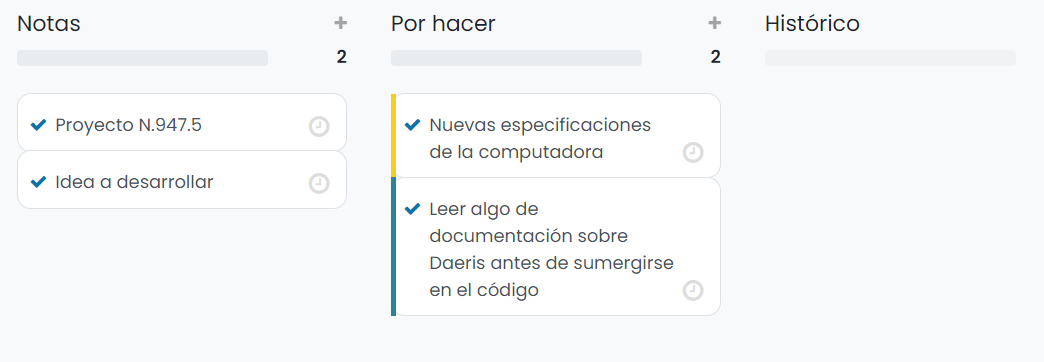 Notas
2
Proyecto N.947.5
Idea a desarrollar
Por hacer
2
Nuevas especificaciones
de la computadora
Leer algo de
documentación sobre
Daeris antes de sumergirse
en el código
Histórico